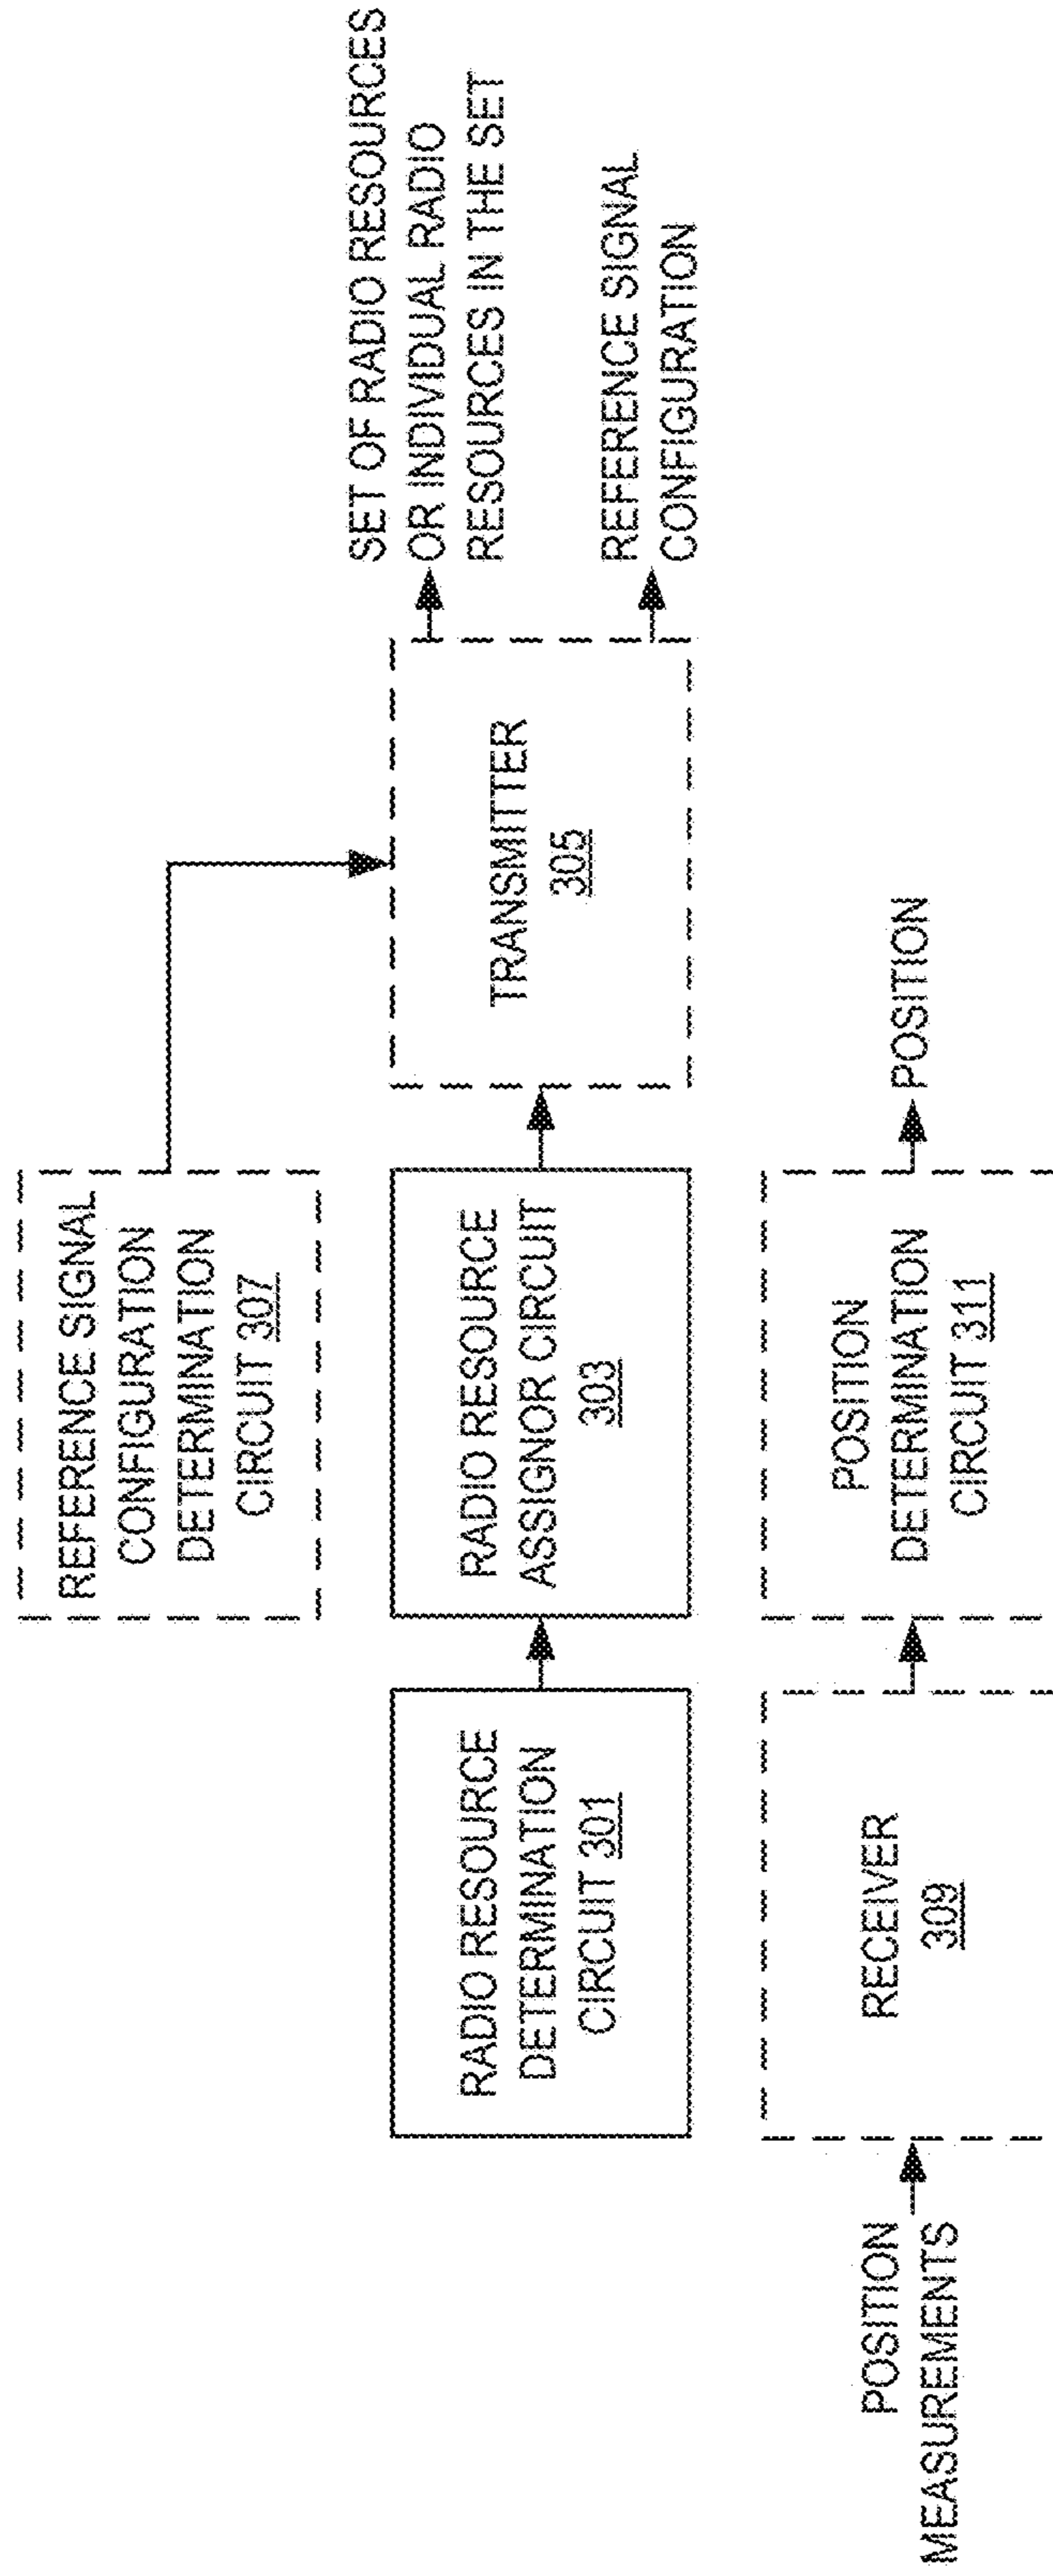 REFERENCE SIGNAL
CONFIGURATION
DETERMINATION
CIRCUIT 307
RADIO RESOURCE
DETERMINATION
CIRCUIT 301
RADIO RESOURCE
ASSIGNOR CIRCUIT
303
TRANSMITTER
305
SET OF RADIO RESOURCES
OR INDIVIDUAL RADIO
RESOURCES IN THE SET
REFERENCE SIGNAL
CONFIGURATION
POSITION
MEASUREMENTS
RECEIVER
309
POSITION
DETERMINATION
CIRCUIT 311
POSITION